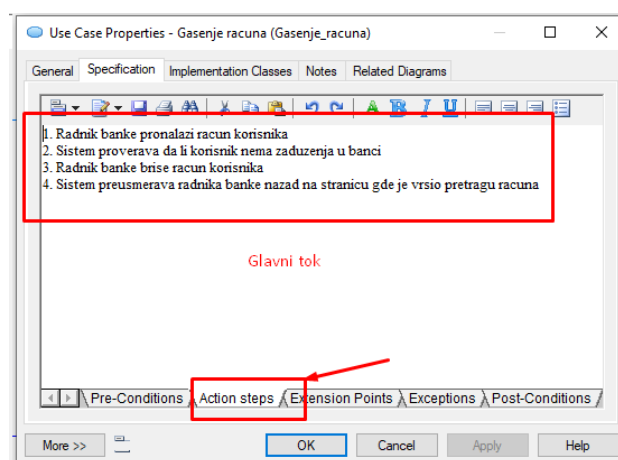 Use Case Properties - Gasenje racuna (Gasenje_racuna)
General Specification Implementation Classes Notes Related Diagrams
A B I U
1. Radnik banke pronalazi racun korisnika
2. Sistem proverava da li korisnik nema zaduzenja u banci
3. Radnik banke brise racun korisnika
4. Sistem preusmerava radnika banke nazad na stranicu gde je vrsio pretragu racuna
Glavni tok
Pre-Conditions Action steps Extension Points Exceptions Post-Conditions
More >> OK Cancel Apply Help